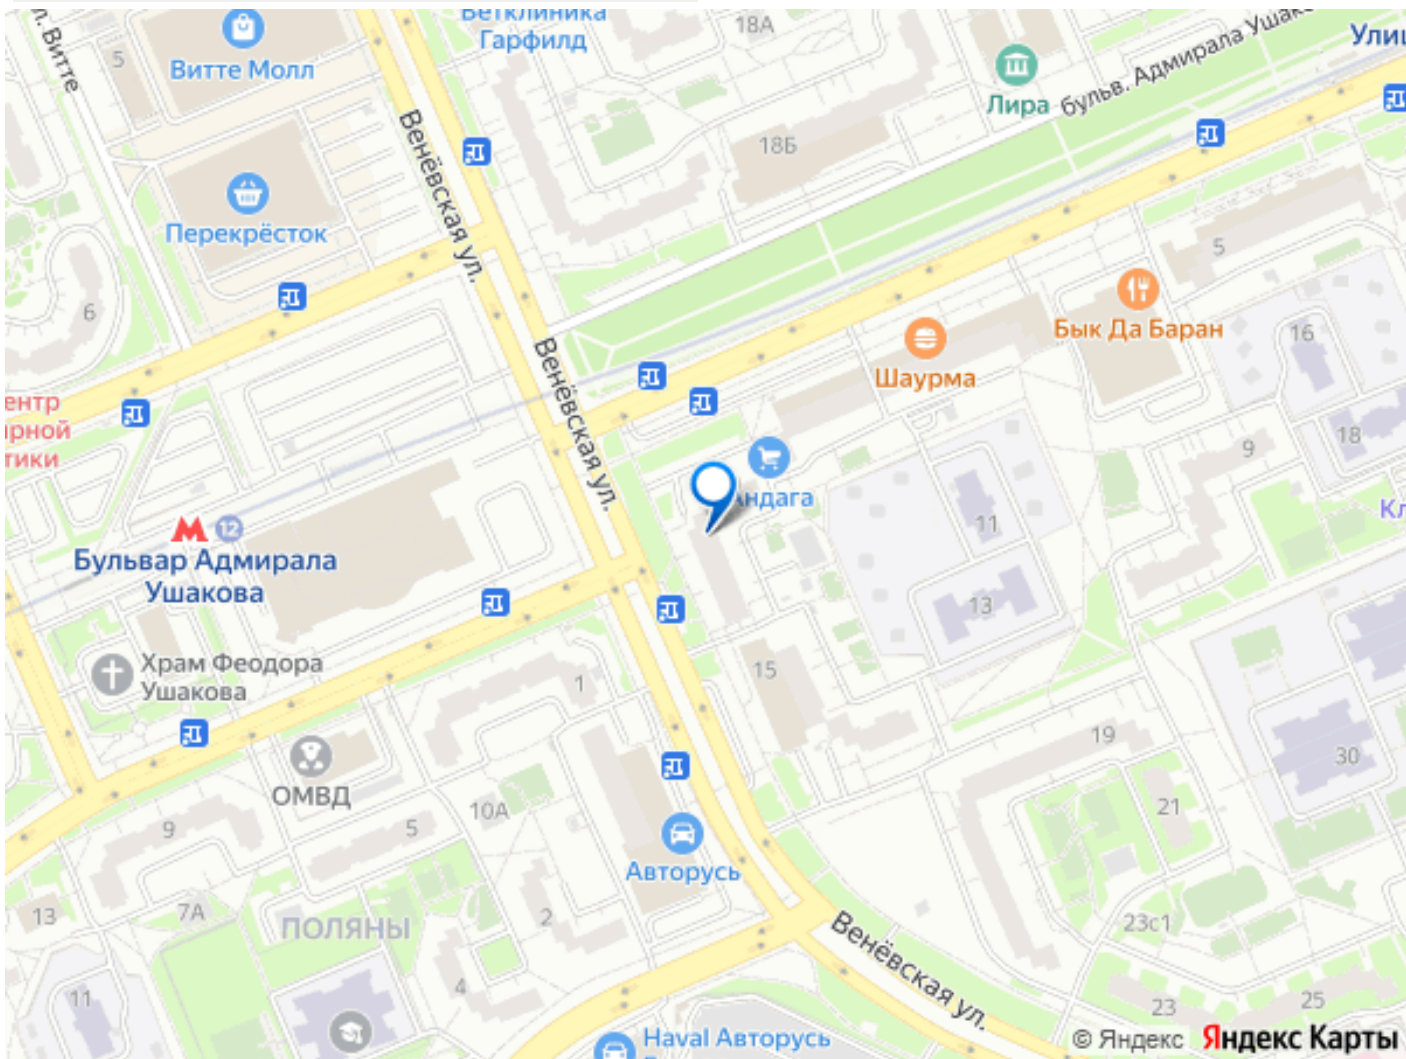 л. Витте
5
Витте Молл
Ветклиника
Гарфилд
18А
Лира
бульв. Адмирала Ушак
Венёвская ул.
18Б
Перекрёсток
5
6
Бык Да Баран
16
Шаурма
Венёвская ул.
ентр
18
9
тики
ндага
11
12
Бульвар Адмирала
Ушакова
13
Храм Феодора
Ушакова
1
15
19
30
ОМВД
10А
21
9
5
Авторусь
13
7А
ПОЛЯНЫ
2
23с1
Венёвская ул.
4
11
23
25
Haval Авторусь
© Яндекс Яндекс Карты